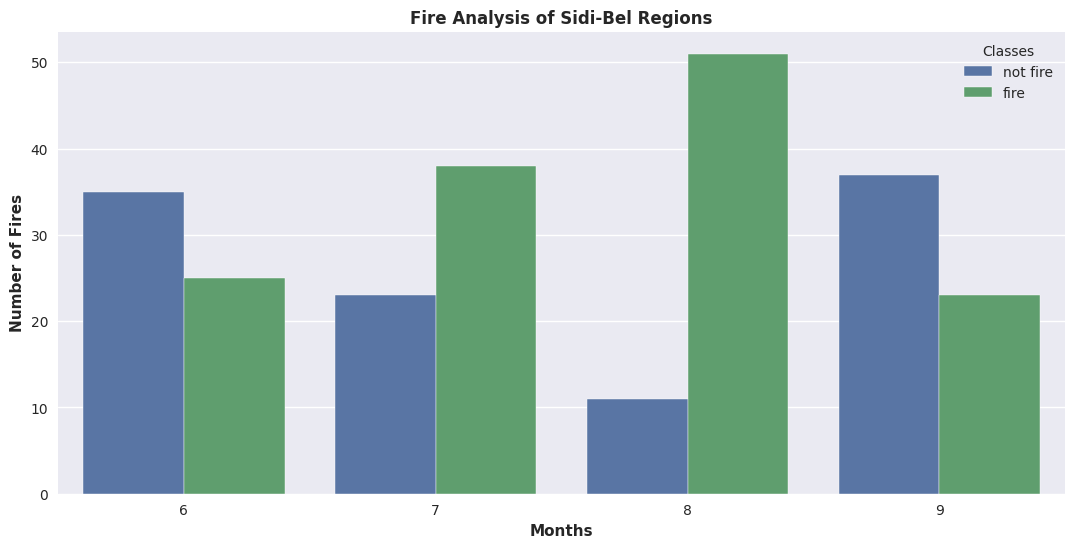 Fire Analysis of Sidi-Bel Regions
Classes
not fire
fire
Number of Fires
50
40
30
20
10
0
6 7 8 9
Months